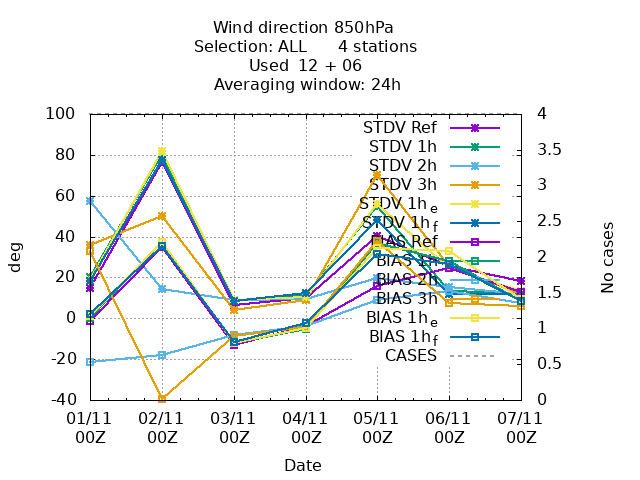 Wind direction 850hPa
Selection: ALL 4 stations
Used 12 + 06
Averaging window: 24h
100
80
60
40
20
0
-20
-40
deg
4
3.5
3
2.5
2
1.5
1
0.5
0
No cases
STDV Ref
STDV 1h
STDV 2h
STDV 3h
STDV 1h_e
STDV 1h_f
BIAS Ref
BIAS 1h
BIAS 2h
BIAS 3h
BIAS 1h_e
BIAS 1h_f
CASES
01/11 02/11 03/11 04/11 05/11 06/11 07/11
00Z 00Z 00Z 00Z 00Z 00Z 00Z
Date